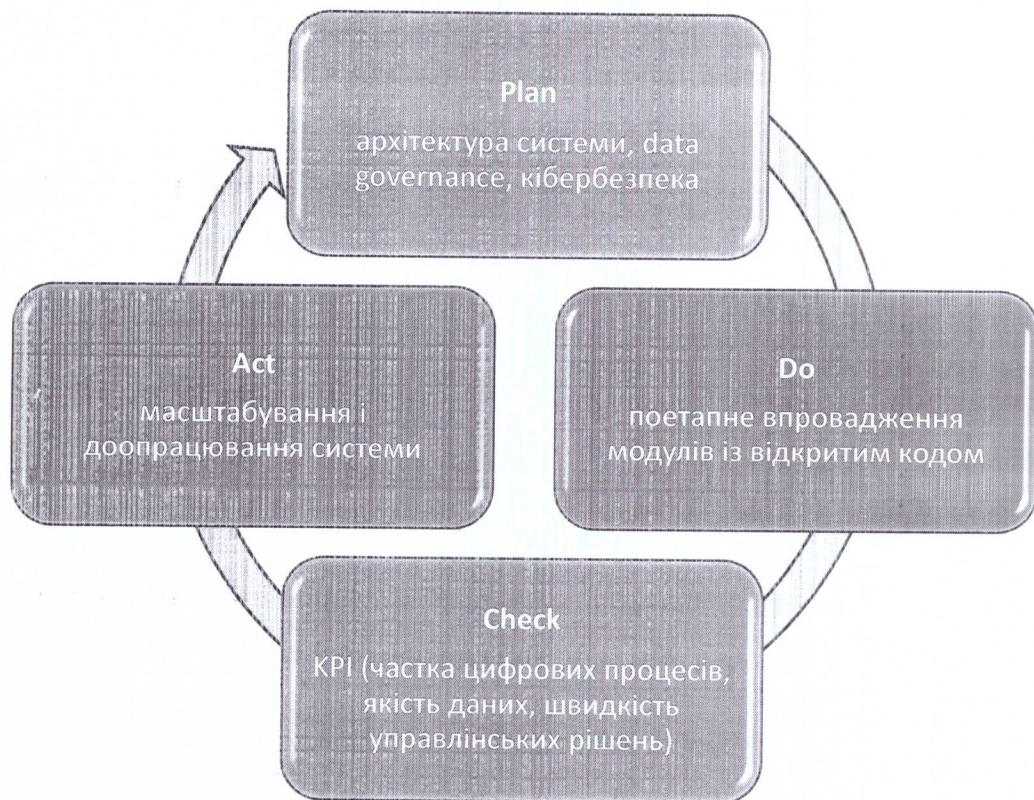 Plan
архітектура системи, data
governance, кібербезпека
Do
поетапне впровадження
модулів із відкритим кодом
Check
KPI (частка цифрових процесів,
якість даних, швидкість
управлінських рішень)
Act
масштабування і
доопрацювання системи